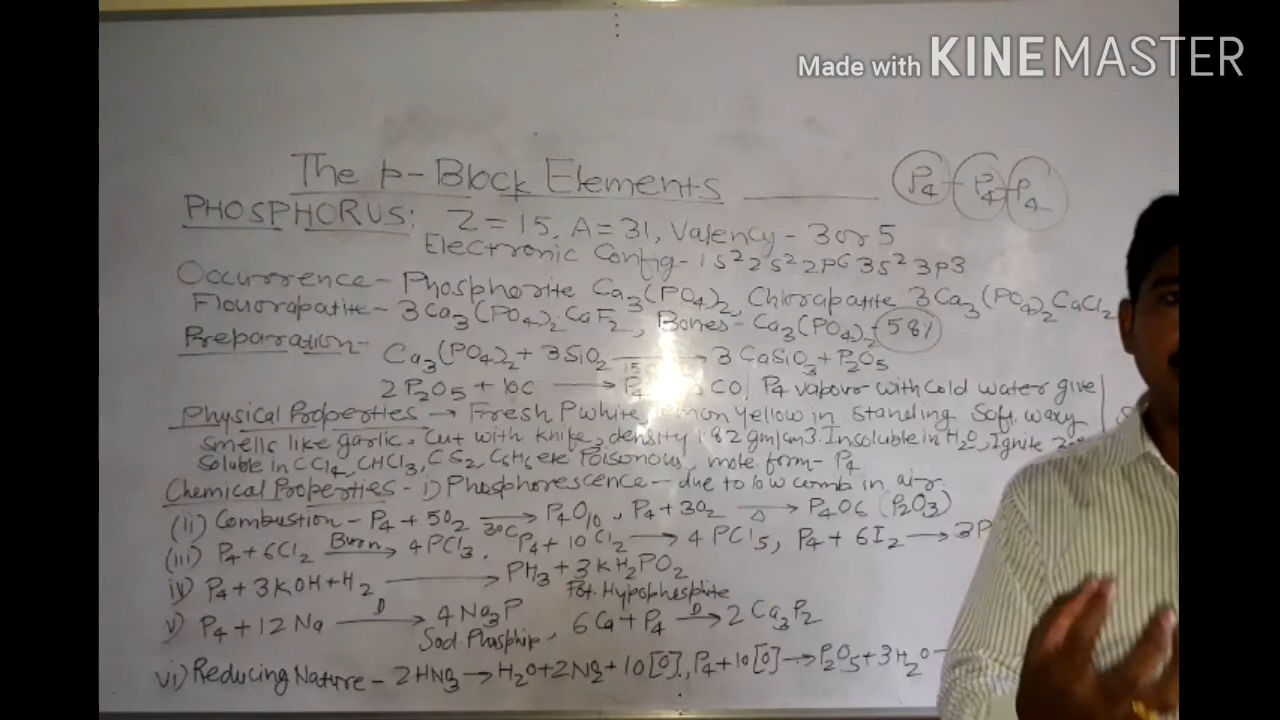 Made with KINEMASTER
The p-Block Elements P4 P4 P4
PHOSPHORUS: Z = 15, A = 31, Valency - 3 or 5
Electronic Config - 1s² 2s² 2p6 3s² 3p3
Occurrence - Phosphorite Ca3(PO4)2, Chlorapatite 3Ca3(PO4)2 CaCl2
Flouorapatite - 3Ca3(PO4)2 CaF2, Bones - Ca3(PO4)2 - 58%
Preparation - Ca3(PO4)2 + 3SiO2 → 3CaSiO3 + P2O5
2P2O5 + 10C → P4 CO P4 vapour with cold water give
Physical Properties → Fresh P white Yellow in standing Soft waxy
smells like garlic. Cut with knife, density 1.82 gm/cm3. Insoluble in H2O, Ignite
Soluble in CCl4, CHCl3, CS2, C6H6 etc Poisonous, mole. form - P4
Chemical Properties - i) Phosphorescence - due to low comb in air.
(ii) Combustion - P4 + 5O2 → 30C P4O10, P4 + 3O2 → Δ P4O6 (P2O3)
(iii) P4 + 6Cl2 Burn → 4PCl3. P4 + 10Cl2 → 4PCl5, P4 + 6I2 → 3P
iv) P4 + 3KOH + H2 → PH3 + 3KH2PO2
Pot. Hypophosphite
v) P4 + 12Na D → 4Na3P, 6Ca + P4 D → 2Ca3P2
Sod. Phosphip
vi) Reducing Nature - 2HNO3 → H2O + 2NO2 + 10[O]., P4 + 10[O] → P2O5 + 3H2O →